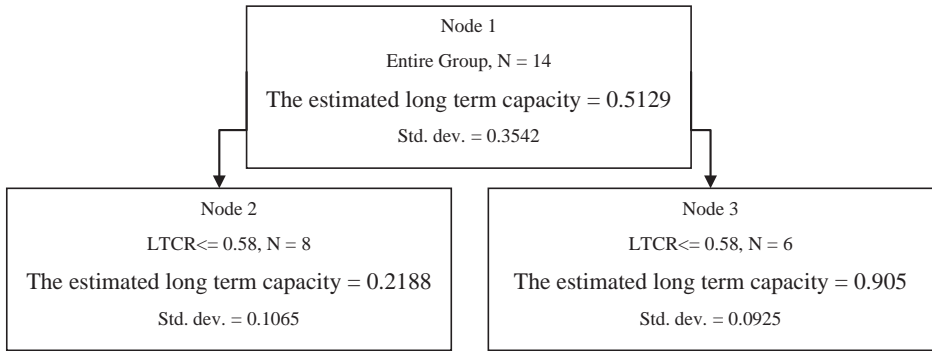 Node 1
Entire Group, N = 14
The estimated long term capacity = 0.5129
Std. dev. = 0.3542
Node 2
LTCR<= 0.58, N = 8
The estimated long term capacity = 0.2188
Std. dev. = 0.1065
Node 3
LTCR<= 0.58, N = 6
The estimated long term capacity = 0.905
Std. dev. = 0.0925